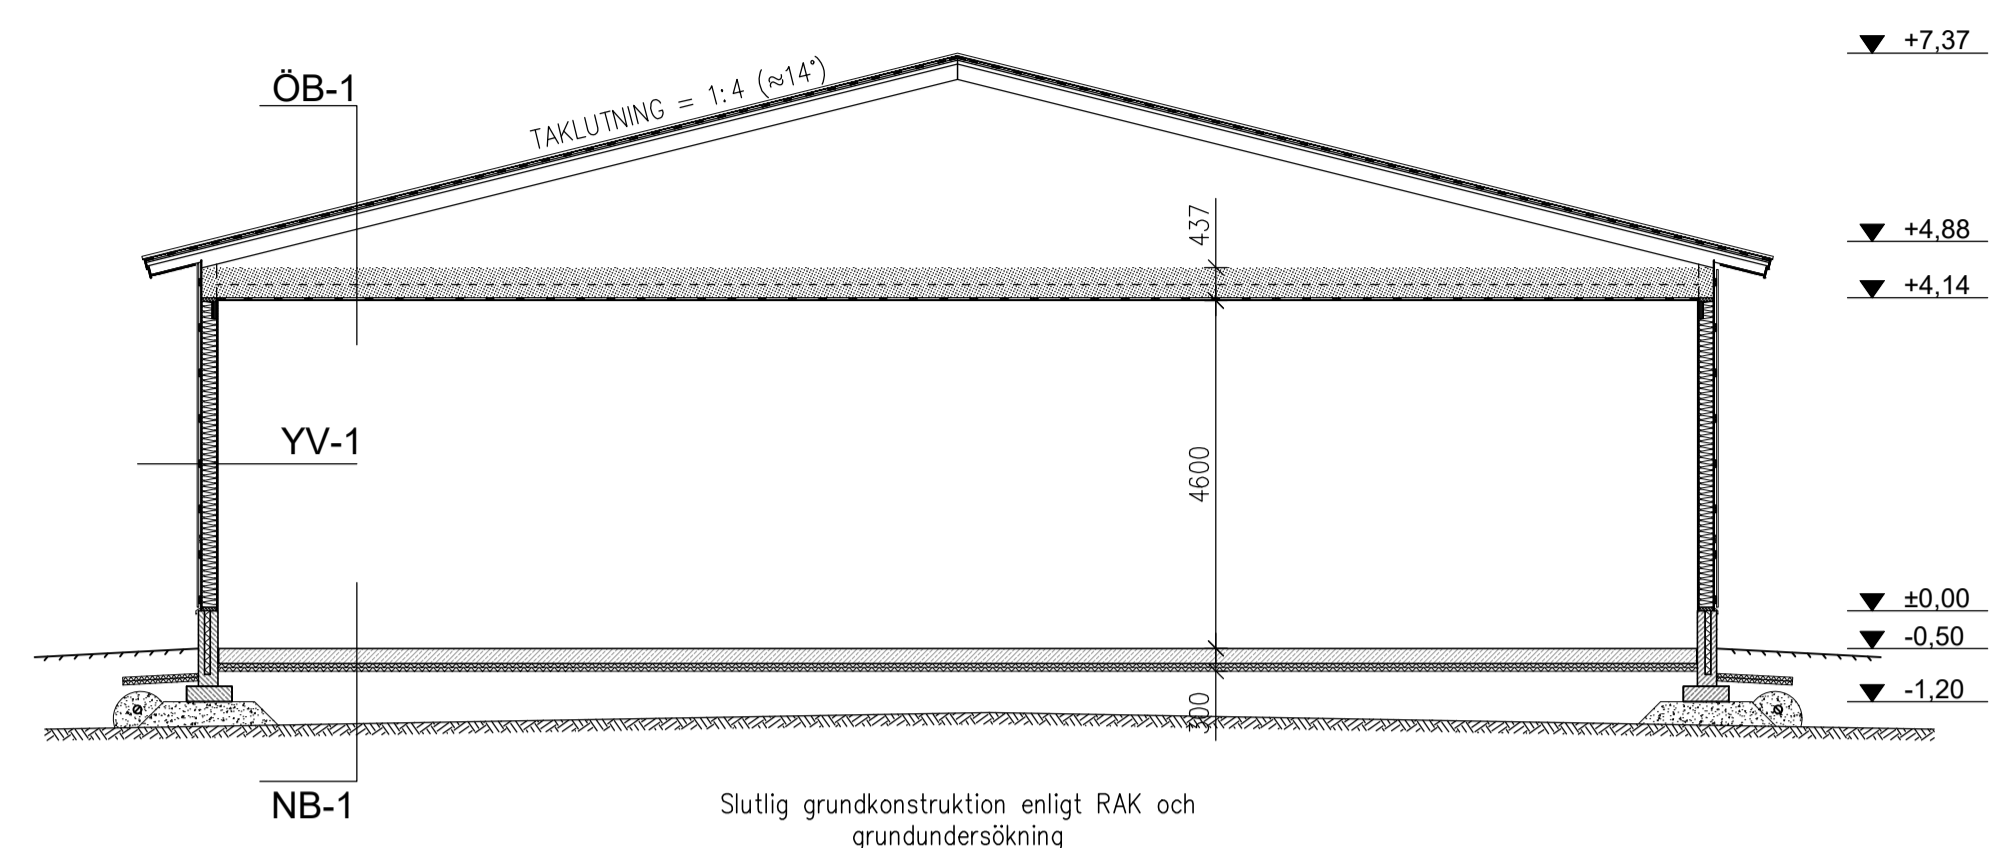 +7,37
ÖB-1
TAKLUTNING = 1:4 (≈14°)
437
+4,88
+4,14
YV-1
4600
±0,00
-0,50
-1,20
300
NB-1
Slutlig grundkonstruktion enligt RAK och
grundundersökning